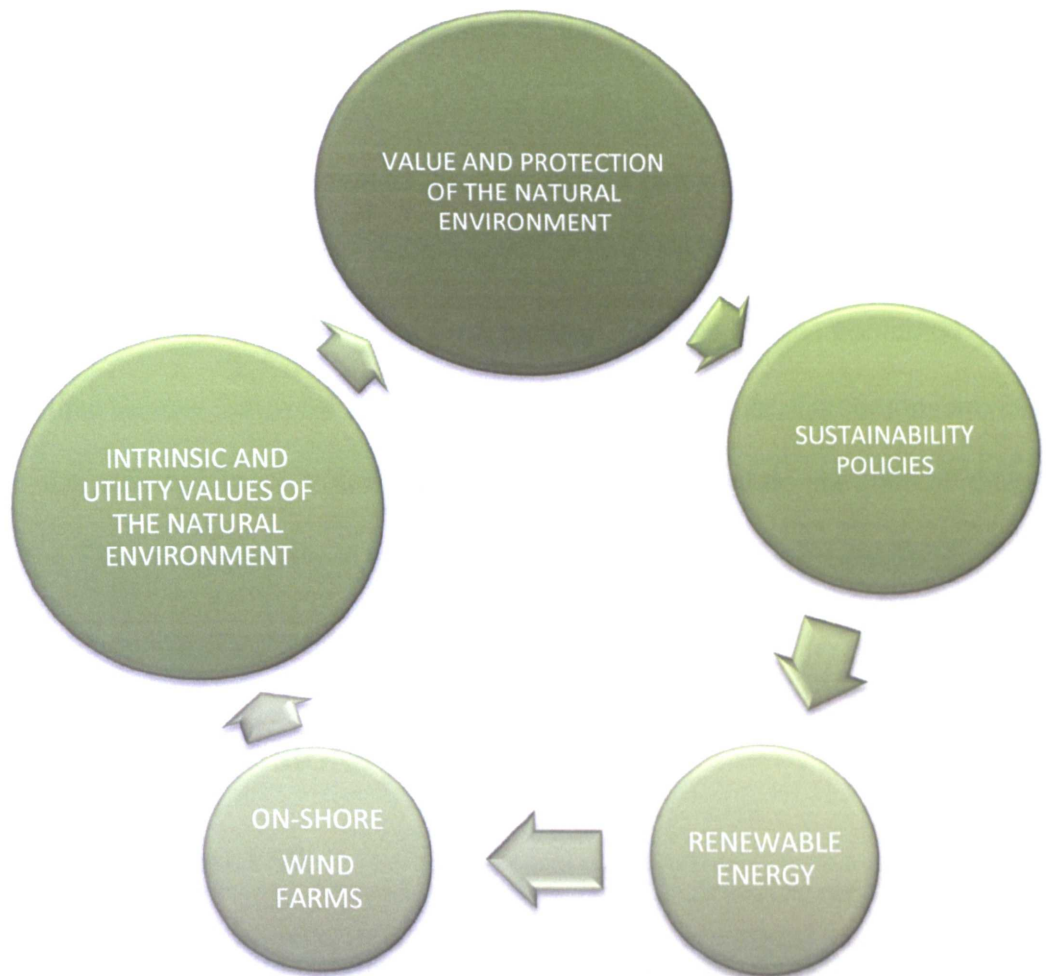 VALUE AND PROTECTION
OF THE NATURAL
ENVIRONMENT
SUSTAINABILITY
POLICIES
RENEWABLE
ENERGY
ON-SHORE
WIND
FARMS
INTRINSIC AND
UTILITY VALUES OF
THE NATURAL
ENVIRONMENT